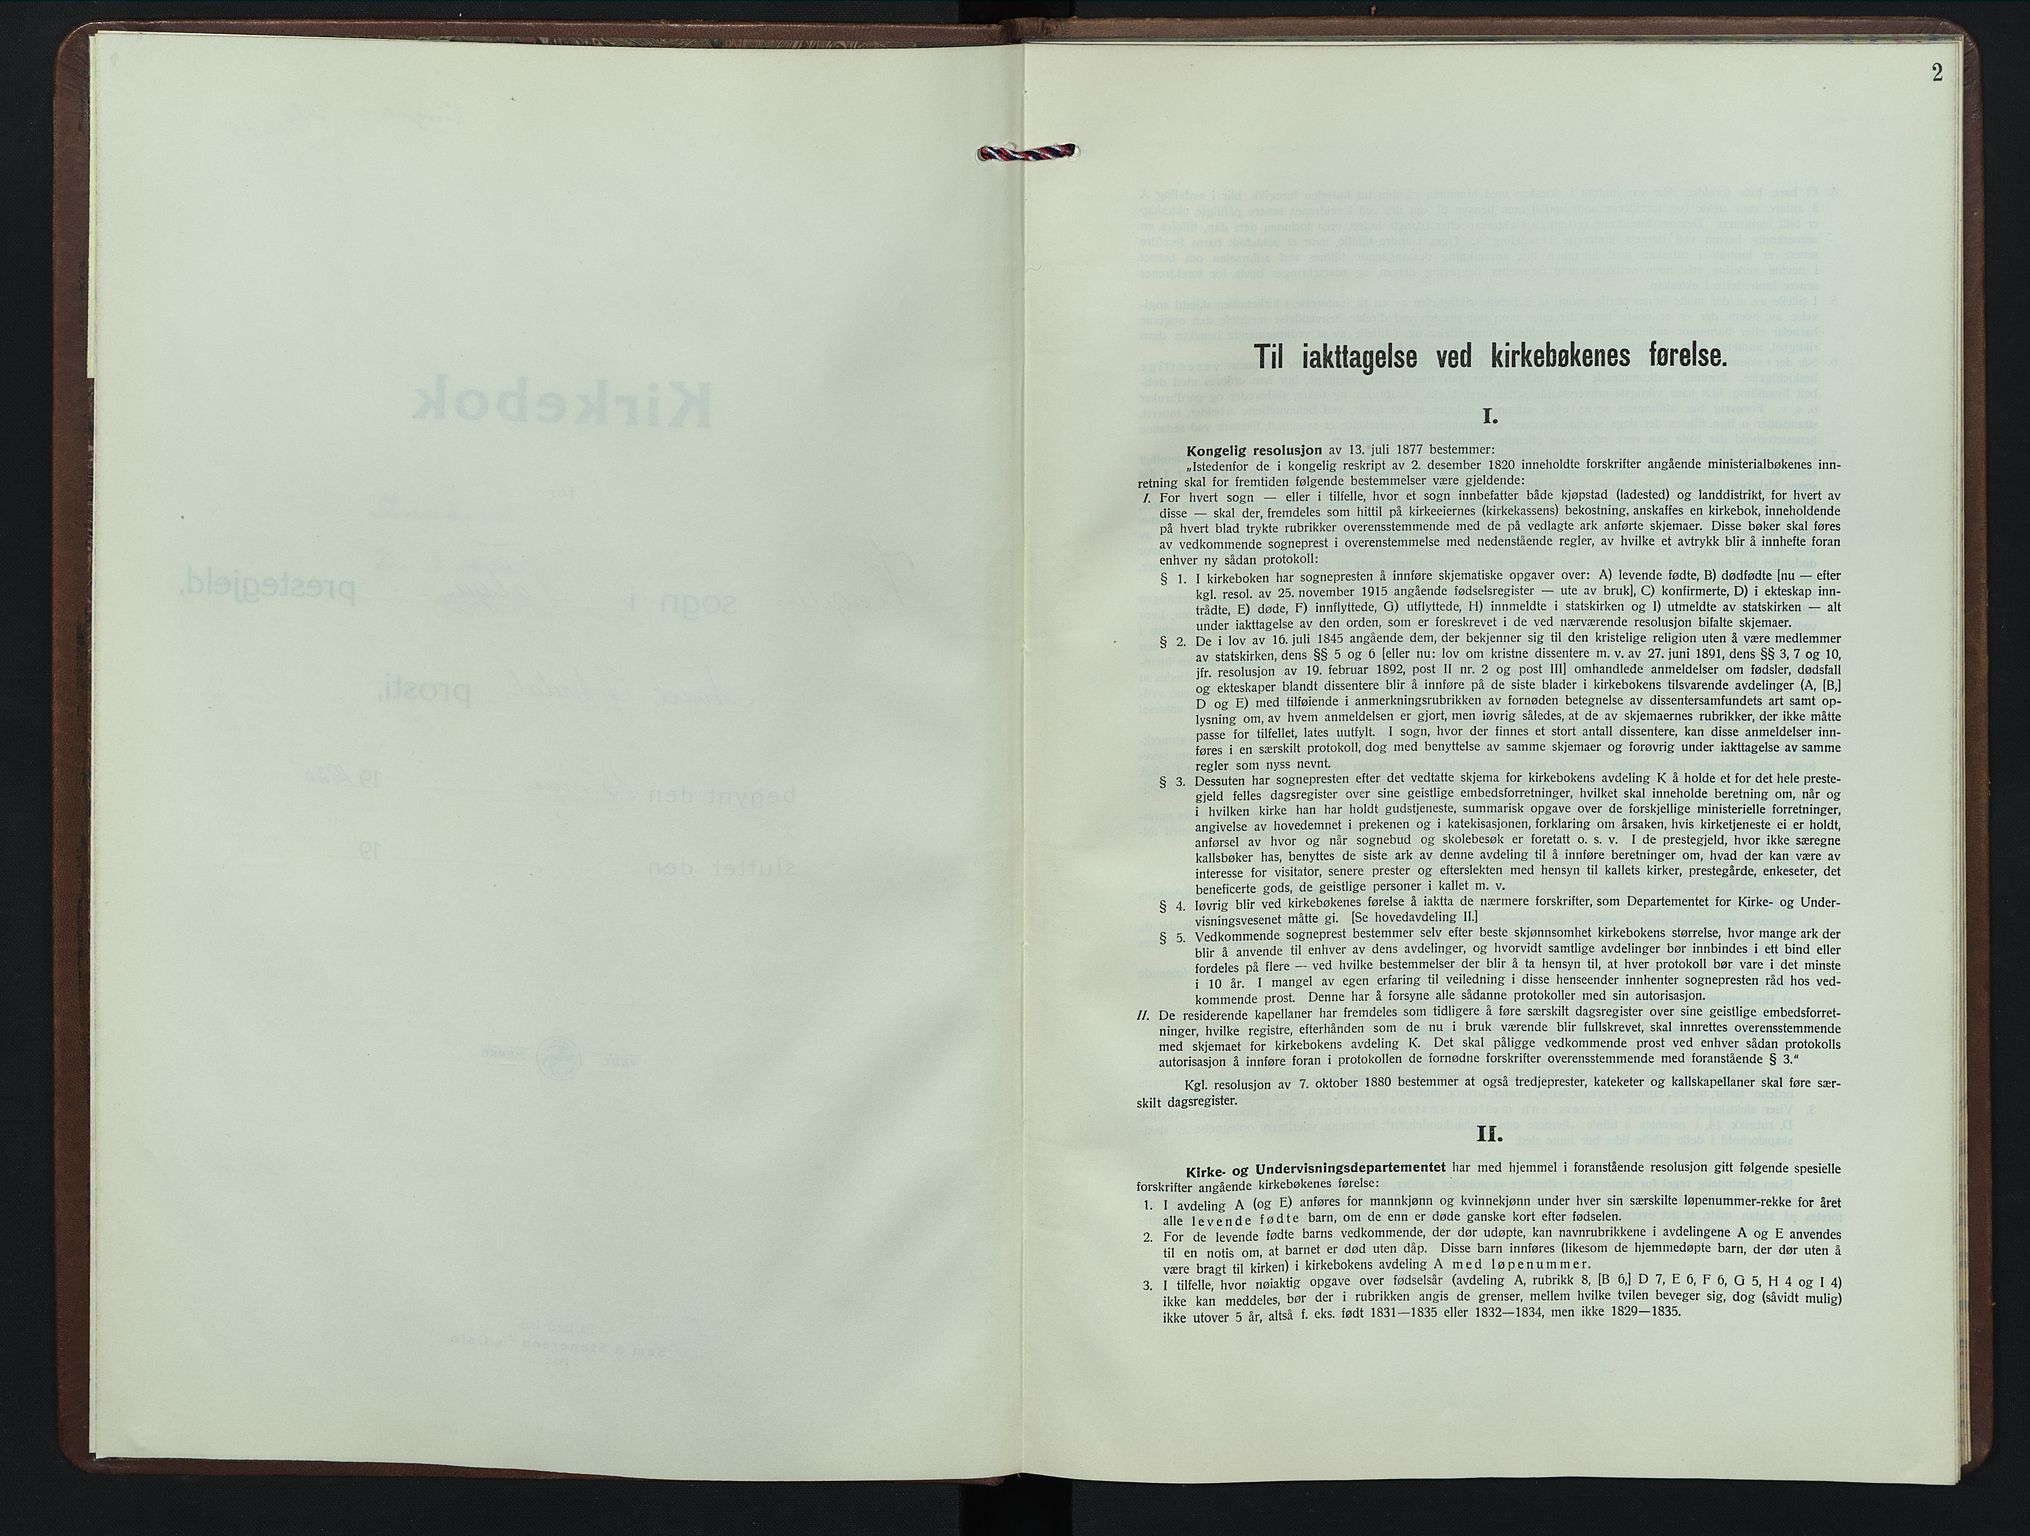 2
Til iakttagelse ved kirkebøkenes førelse.
I.
Kongelig resolusjon av 13. juli 1877 bestemmer:
„Istedenfor de i kongelig reskript av 2. desember 1820 inneholdte forskrifter angående ministerialbøkenes inn-
retning skal for fremtiden følgende bestemmelser være gjeldende:
I. For hvert sogn — eller i tilfelle, hvor et sogn innbefatter både kjøpstad (ladested) og landdistrikt, for hvert av
disse — skal der, fremdeles som hittil på kirkeeiernes (kirkekassens) bekostning, anskaffes en kirkebok, inneholdende
på hvert blad trykte rubrikker overensstemmende med de på vedlagte ark anførte skjemaer. Disse bøker skal føres
av vedkommende sogneprest i overenstemmelse med nedenstående regler, av hvilke et avtrykk blir å innhefte foran
enhver ny sådan protokoll:
§ 1. I kirkeboken har sognepresten å innføre skjematiske opgaver over: A) levende fødte, B) dødfødte [nu — efter
kgl. resol. av 25. november 1915 angående fødselsregister — ute av bruk], C) konfirmerte, D) i ekteskap inn-
trådte, E) døde, F) innflyttede, G) utflyttede, H) innmeldte i statskirken og I) utmeldte av statskirken — alt
under iakttagelse av den orden, som er foreskrevet i de ved nærværende resolusjon bifalte skjemaer.
§ 2. De i lov av 16. juli 1845 angående dem, der bekjenner sig til den kristelige religion uten å være medlemmer
av statskirken, dens §§ 5 og 6 [eller nu: lov om kristne dissentere m. v. av 27. juni 1891, dens §§ 3, 7 og 10,
jfr. resolusjon av 19. februar 1892, post II nr. 2 og post III] omhandlede anmeldelser om fødsler, dødsfall
og ekteskaper blandt dissentere blir å innføre på de siste blader i kirkebokens tilsvarende avdelinger (A, [B,]
D og E) med tilføiende i anmerkningsrubrikken av fornøden betegnelse av dissentersamfundets art samt op-
lysning om, av hvem anmeldelsen er gjort, men iøvrig således, at de av skjemaernes rubrikker, der ikke måtte
passe for tilfellet, lates uutfylt. I sogn, hvor der finnes et stort antall dissentere, kan disse anmeldelser inn-
føres i en særskilt protokoll, dog med benyttelse av samme skjemaer og forøvrig under iakttagelse av samme
regler som nyss nevnt.
§ 3. Dessuten har sognepresten efter det vedtatte skjema for kirkebokens avdeling K å holde et for det hele preste-
gjeld felles dagsregister over sine geistlige embedsforretninger, hvilket skal inneholde beretning om, når og
i hvilken kirke han har holdt gudstjeneste, summarisk opgave over de forskjellige ministerielle forretninger,
angivelse av hovedemnet i prekenen og i katekisasjonen, forklaring om årsaken, hvis kirketjeneste ei er holdt,
anførsel av hvor og når sognebud og skolebesøk er foretatt o. s. v. I de prestegjeld, hvor ikke særegne
kallsbøker has, benyttes de siste ark av denne avdeling til å innføre beretninger om, hvad der kan være av
interesse for visitator, senere prester og efterslekten med hensyn til kallets kirker, prestegårde, enkeseter, det
beneficerte gods, de geistlige personer i kallet m. v.
§ 4. Iøvrig blir ved kirkebøkenes førelse å iaktta de nærmere forskrifter, som Departementet for Kirke- og Under-
visningsvesenet måtte gi. [Se hovedavdeling II.]
§ 5. Vedkommende sogneprest bestemmer selv efter beste skjønnsomhet kirkebokens størrelse, hvor mange ark der
blir å anvende til enhver av dens avdelinger, og hvorvidt samtlige avdelinger bør innbindes i ett bind eller
fordeles på flere — ved hvilke bestemmelser der blir å ta hensyn til, at hver protokoll bør vare i det minste
i 10 år. I mangel av egen erfaring til veiledning i disse henseender innhenter sognepresten råd hos ved-
kommende prost. Denne har å forsyne alle sådanne protokoller med sin autorisasjon.
II. De residerende kapellaner har fremdeles som tidligere å føre særskilt dagsregister over sine geistlige embedsforret-
ninger, hvilke registre, efterhånden som de nu i bruk værende blir fullskrevet, skal innrettes overensstemmende
med skjemaet for kirkebokens avdeling K. Det skal påligge vedkommende prost ved enhver sådan protokolls
autorisasjon å innføre foran i protokollen de fornødne forskrifter overensstemmende med foranstående § 3.“
Kgl. resolusjon av 7. oktober 1880 bestemmer at også tredjeprester, kateketer og kallskapellaner skal føre sær-
skilt dagsregister.
II.
Kirke- og Undervisningsdepartementet har med hjemmel i foranstående resolusjon gitt følgende spesielle
forskrifter angående kirkebøkenes førelse:
1. I avdeling A (og E) anføres for mannkjønn og kvinnekjønn under hver sin særskilte løpenummer-rekke for året
alle levende fødte barn, om de enn er døde ganske kort efter fødselen.
2. For de levende fødte barns vedkommende, der dør udøpte, kan navnrubrikkene i avdelingene A og E anvendes
til en notis om, at barnet er død uten dåp. Disse barn innføres (likesom de hjemmedøpte barn, der dør uten å
være bragt til kirken) i kirkebokens avdeling A med løpenummer.
3. I tilfelle, hvor nøiaktig opgave over fødselsår (avdeling A, rubrikk 8, [B 6,] D 7, E 6, F 6, G 5, H 4 og I 4)
ikke kan meddeles, bør der i rubrikken angis de grenser, mellem hvilke tvilen beveger sig, dog (såvidt mulig)
ikke utover 5 år, altså f. eks. født 1831—1835 eller 1832—1834, men ikke 1829—1835.